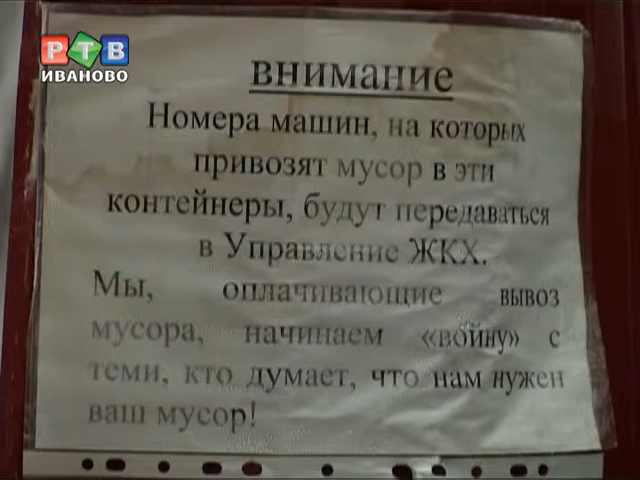 РТВ
ИВАНОВО
ВНИМАНИЕ
Номера машин, на которых
привозят мусор в эти
контейнеры, будут передаваться
в Управление ЖКХ.
Мы, оплачивающие вывоз
мусора, начинаем «войну» с
теми, кто думает, что нам нужен
ваш мусор!